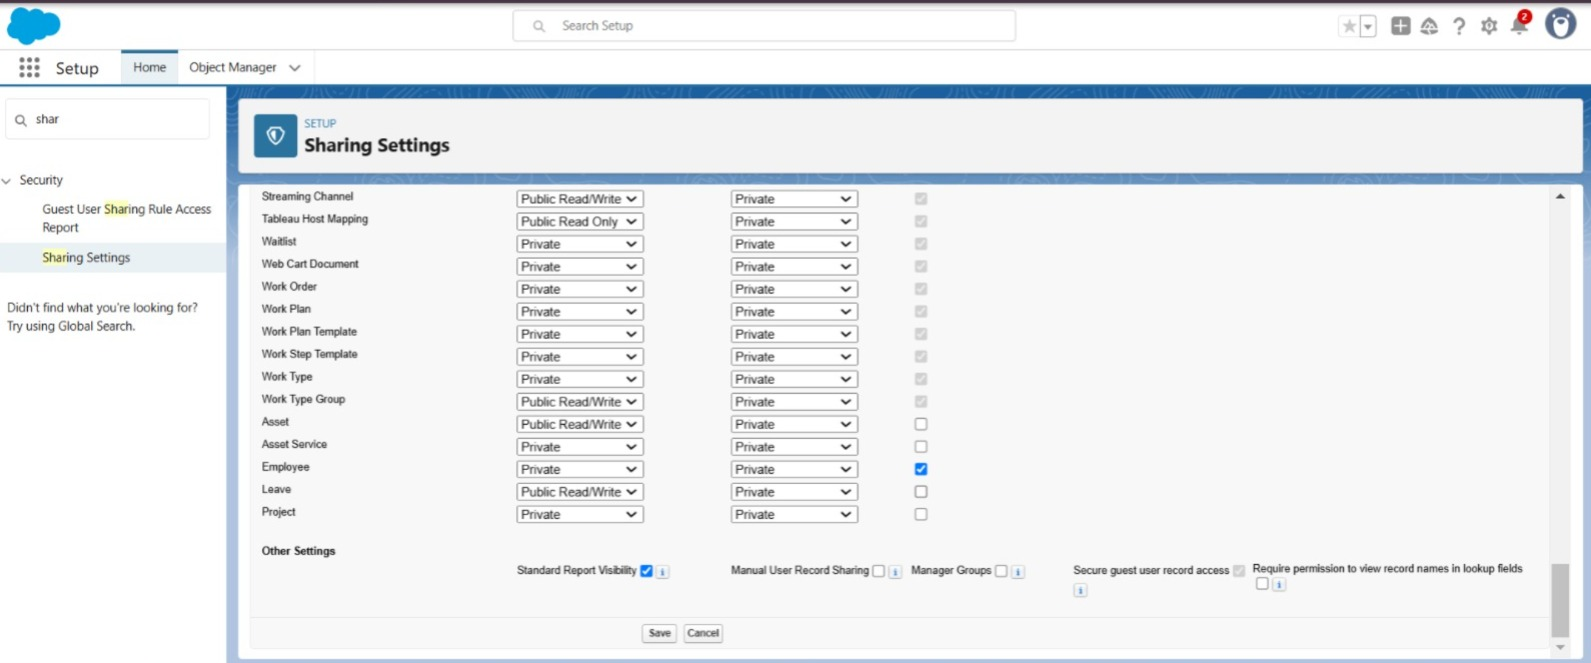 Search Setup
2
Setup
Home
Object Manager
shar
Security
Guest User Sharing Rule Access
Report
Sharing Settings
Didn't find what you're looking for?
Try using Global Search.
SETUP
Sharing Settings
Streaming Channel Public Read/Write Private
Tableau Host Mapping Public Read Only Private
Waitlist Private Private
Web Cart Document Private Private
Work Order Private Private
Work Plan Private Private
Work Plan Template Private Private
Work Step Template Private Private
Work Type Private Private
Work Type Group Public Read/Write Private
Asset Public Read/Write Private
Asset Service Private Private
Employee Private Private
Leave Public Read/Write Private
Project Private Private
Other Settings
Standard Report Visibility i Manual User Record Sharing i Manager Groups i Secure guest user record access i Require permission to view record names in lookup fields i
Save Cancel